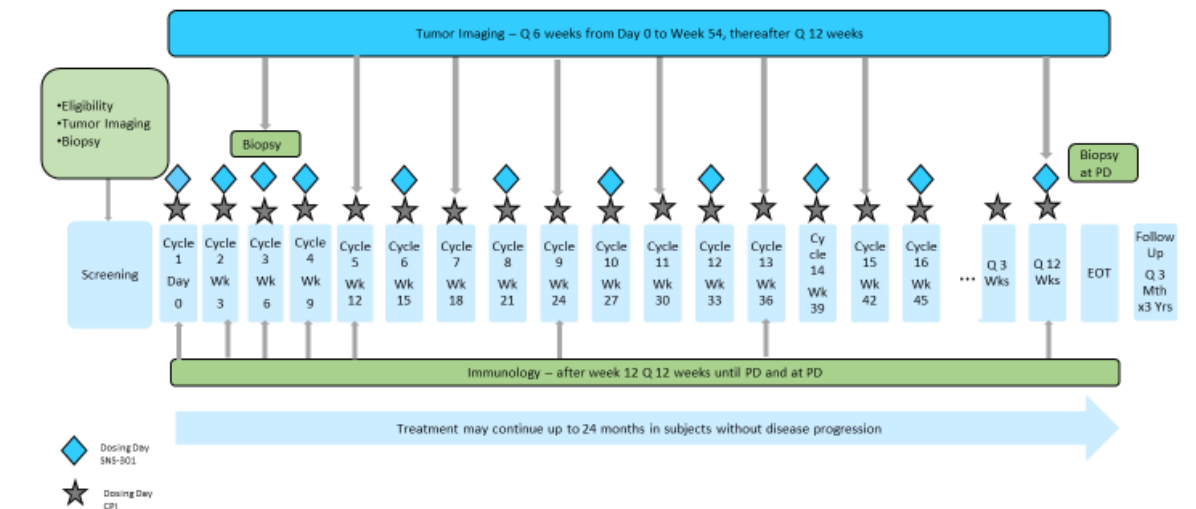 Tumor Imaging – Q 6 weeks from Day 0 to Week 54, thereafter Q 12 weeks
•Eligibility
•Tumor Imaging
•Biopsy
Biopsy
Biopsy
at PD
Screening
Cycle
1
Day
0
Cycle
2
Wk
3
Cycle
3
Wk
6
Cycle
4
Wk
9
Cycle
5
Wk
12
Cycle
6
Wk
15
Cycle
7
Wk
18
Cycle
8
Wk
21
Cycle
9
Wk
24
Cycle
10
Wk
27
Cycle
11
Wk
30
Cycle
12
Wk
33
Cycle
13
Wk
36
Cy
cle
14
Wk
39
Cycle
15
Wk
42
Cycle
16
Wk
45
...
Q 3
Wks
Q 12
Wks
EOT
Follow
Up
Q 3
Mth
x3 Yrs
Immunology – after week 12 Q 12 weeks until PD and at PD
Treatment may continue up to 24 months in subjects without disease progression
Dosing Day
SNS-301
Dosing Day
CPI